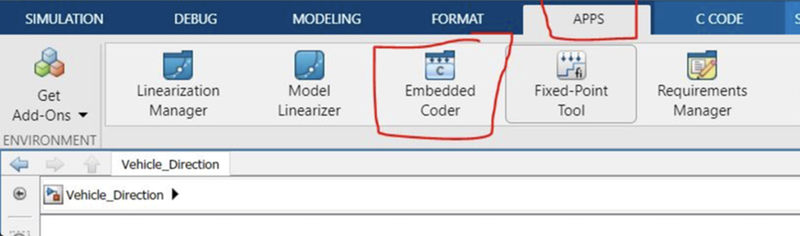 SIMULATION DEBUG MODELING FORMAT APPS C CODE
Get Add-Ons
Linearization Manager
Model Linearizer
C
Embedded Coder
Fixed-Point Tool
Requirements Manager
ENVIRONMENT
Vehicle_Direction
Vehicle_Direction